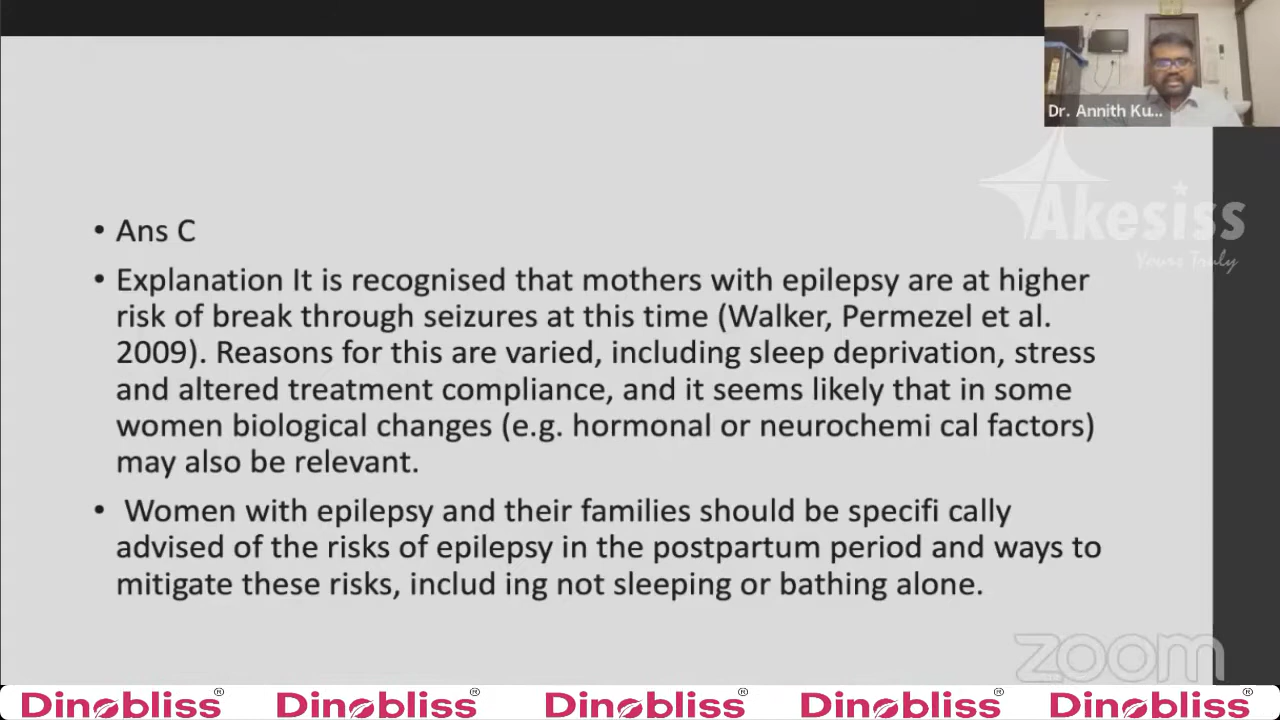 Dr. Annith Ku...
Akesiss
Yours Truly
• Ans C
• Explanation It is recognised that mothers with epilepsy are at higher
risk of break through seizures at this time (Walker, Permezel et al.
2009). Reasons for this are varied, including sleep deprivation, stress
and altered treatment compliance, and it seems likely that in some
women biological changes (e.g. hormonal or neurochemi cal factors)
may also be relevant.
• Women with epilepsy and their families should be specifi cally
advised of the risks of epilepsy in the postpartum period and ways to
mitigate these risks, includ ing not sleeping or bathing alone.
zoom
Dinobliss® Dinobliss® Dinobliss® Dinobliss® Dinobliss®